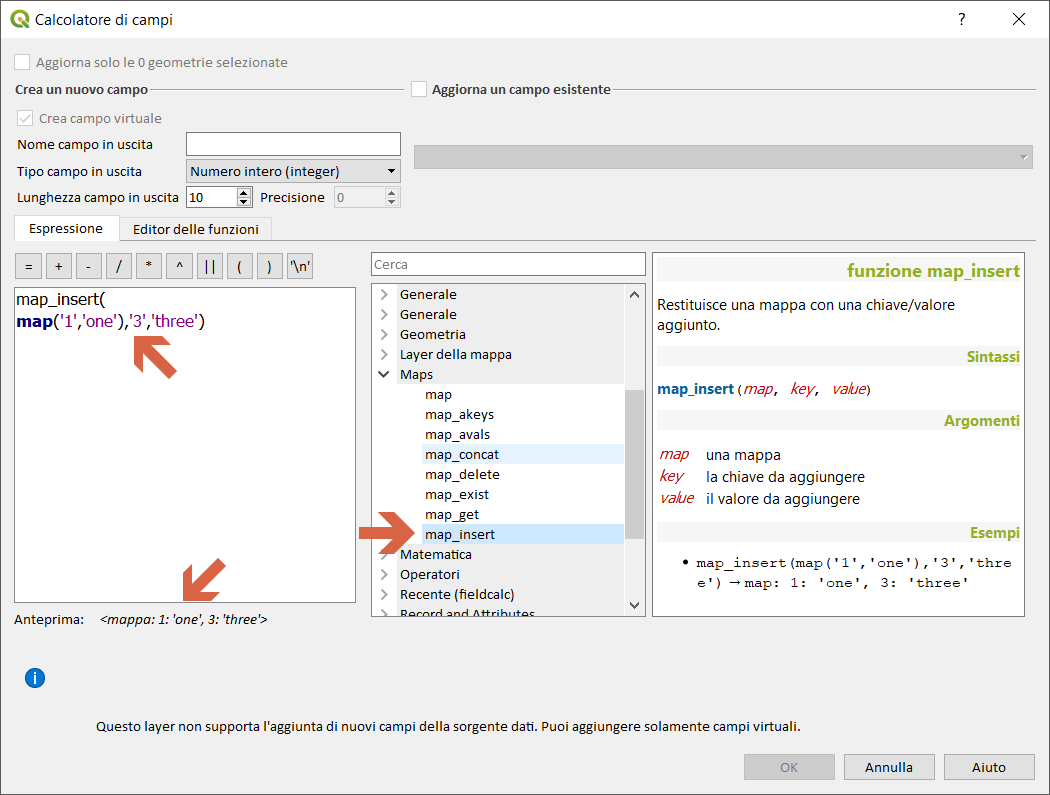 Calcolatore di campi
?
Aggiorna solo le 0 geometrie selezionate
Crea un nuovo campo
Aggiorna un campo esistente
Crea campo virtuale
Nome campo in uscita
Tipo campo in uscita
Numero intero (integer)
Lunghezza campo in uscita
10
Precisione
0
Espressione
Editor delle funzioni
= + - / * ^ || ( ) '\n'
map_insert(
map('1','one'),'3','three')
Anteprima: <mappa: 1: 'one', 3: 'three'>
Cerca
Generale
Generale
Geometria
Layer della mappa
Maps
map
map_akeys
map_avals
map_concat
map_delete
map_exist
map_get
map_insert
Matematica
Operatori
Recente (fieldcalc)
Record and Attributes
funzione map_insert
Restituisce una mappa con una chiave/valore
aggiunto.
Sintassi
map_insert(map, key, value)
Argomenti
map una mappa
key la chiave da aggiungere
value il valore da aggiungere
Esempi
• map_insert(map('1','one'),'3','thre
e') → map: 1: 'one', 3: 'three'
i
Questo layer non supporta l'aggiunta di nuovi campi della sorgente dati. Puoi aggiungere solamente campi virtuali.
OK
Annulla
Aiuto